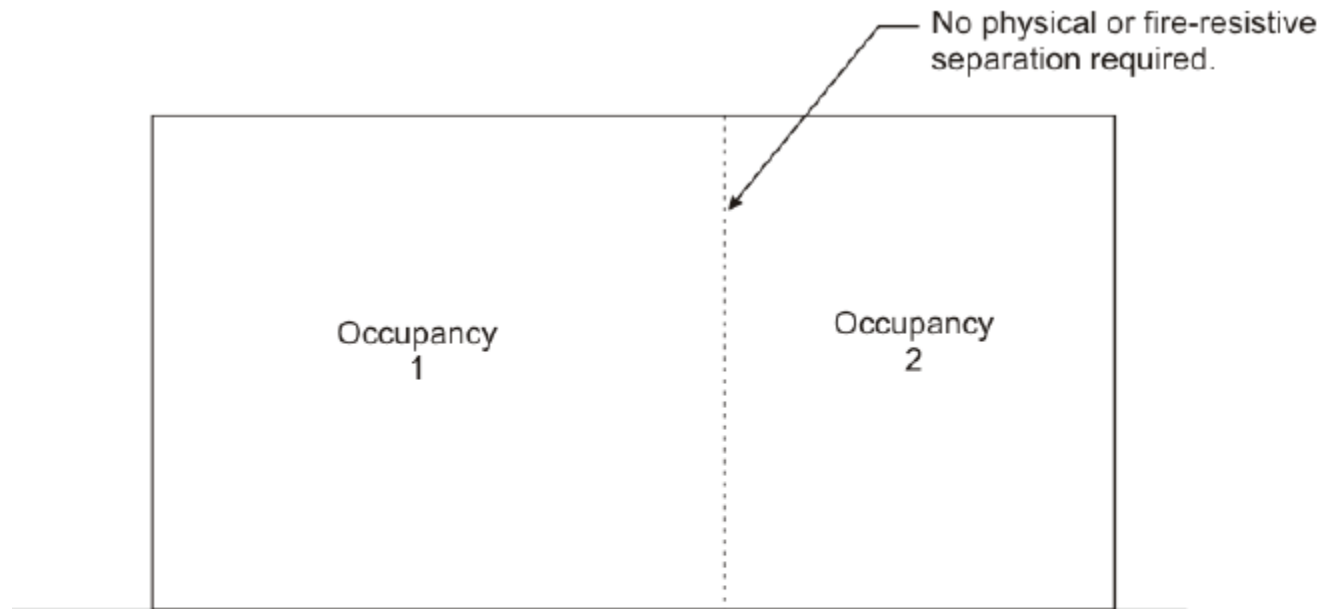 No physical or fire-resistive
separation required.
Occupancy
1
Occupancy
2